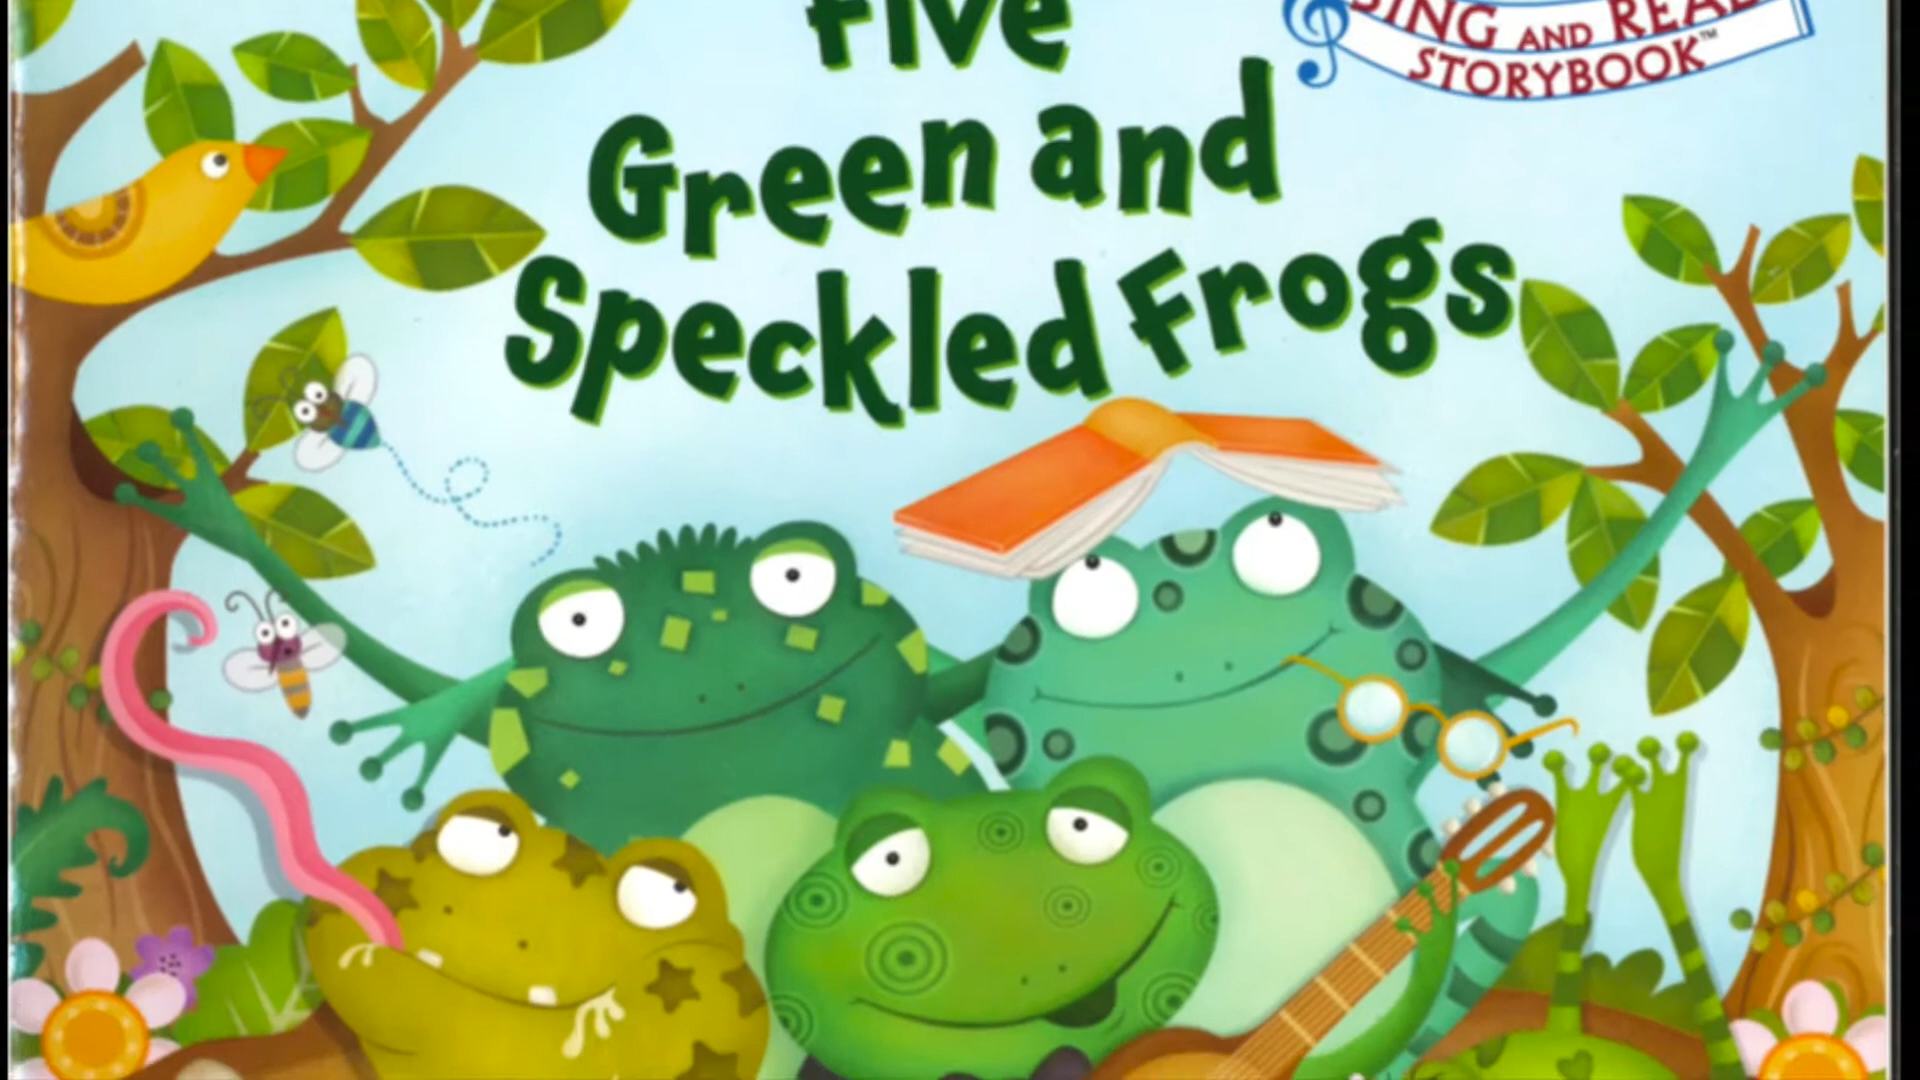 Five
Green and
Speckled Frogs
SING AND READ
STORYBOOK™